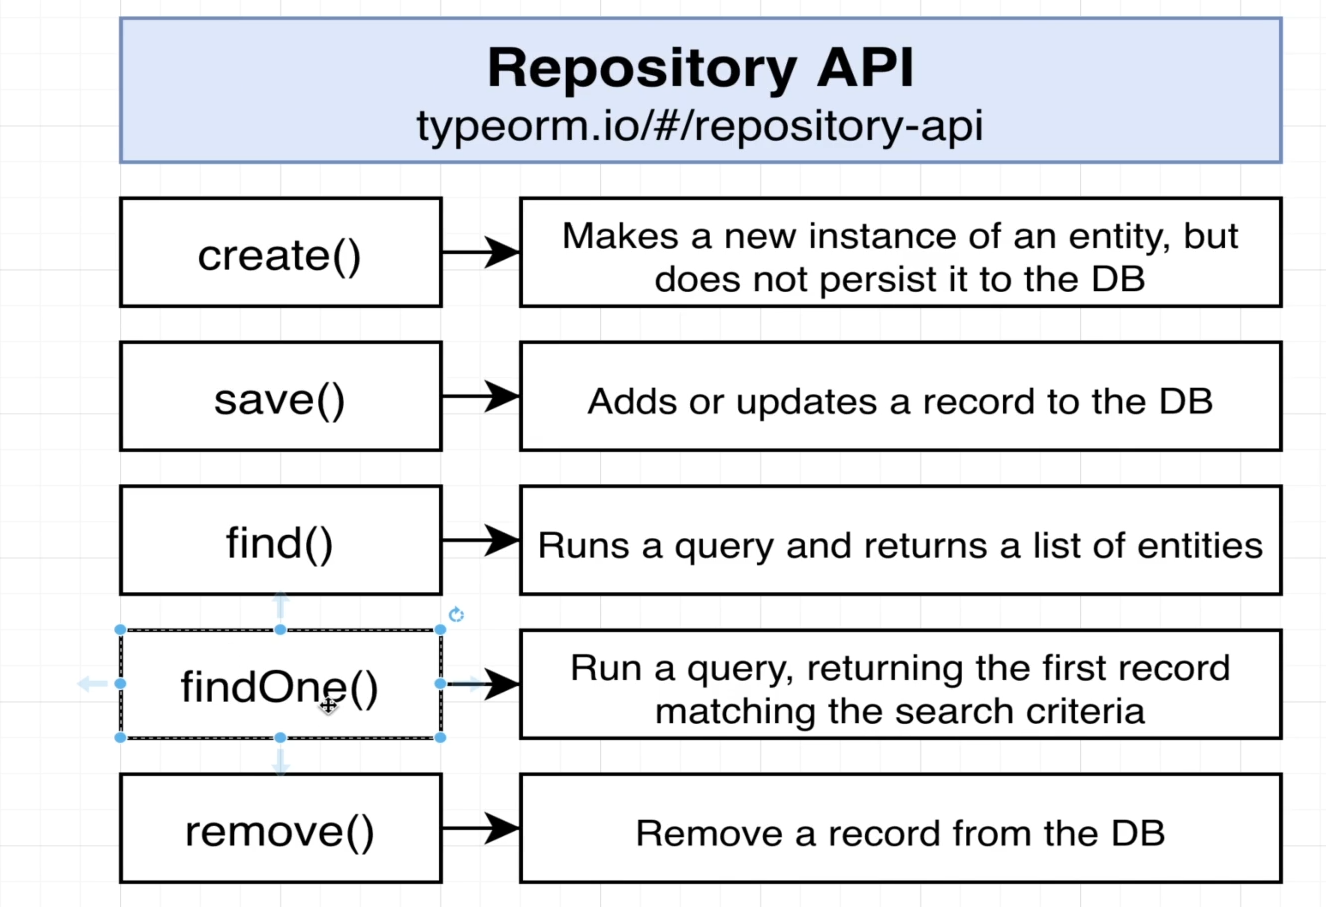 Repository API
typeorm.io/#/repository-api
create()
Makes a new instance of an entity, but
does not persist it to the DB
save()
Adds or updates a record to the DB
find()
Runs a query and returns a list of entities
findOne()
Run a query, returning the first record
matching the search criteria
remove()
Remove a record from the DB